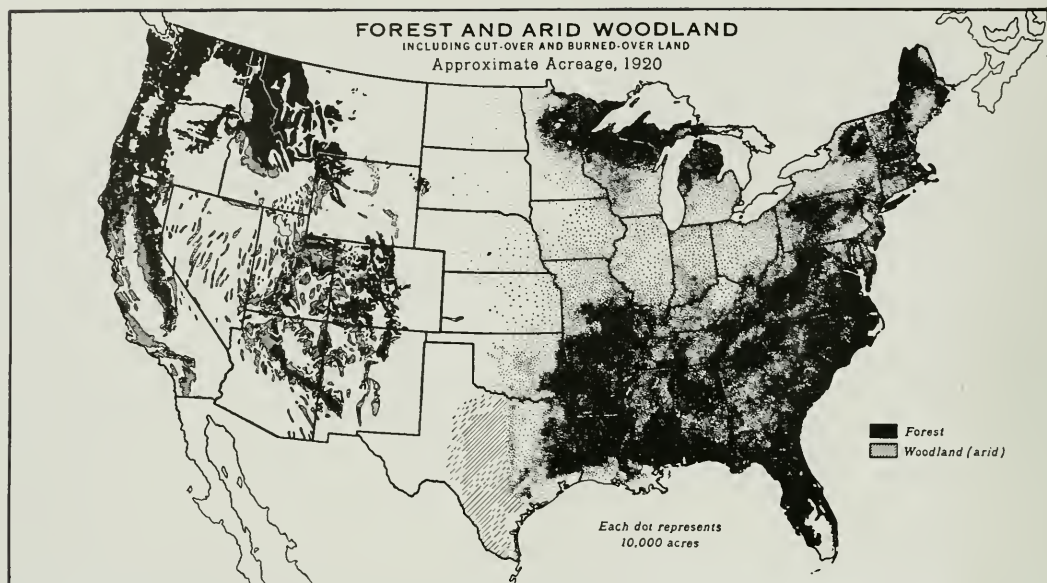 FOREST AND ARID WOODLAND
INCLUDING CUT-OVER AND BURNED-OVER LAND
Approximate Acreage, 1920
Forest
Woodland (arid)
Each dot represents
10,000 acres